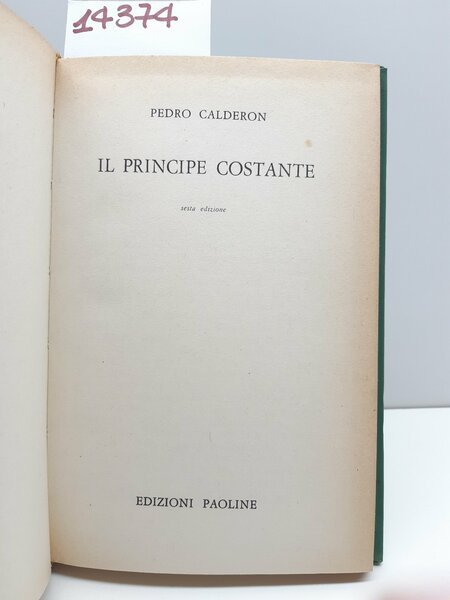 14374
PEDRO CALDERON
IL PRINCIPE COSTANTE
sesta edizione
EDIZIONI PAOLINE